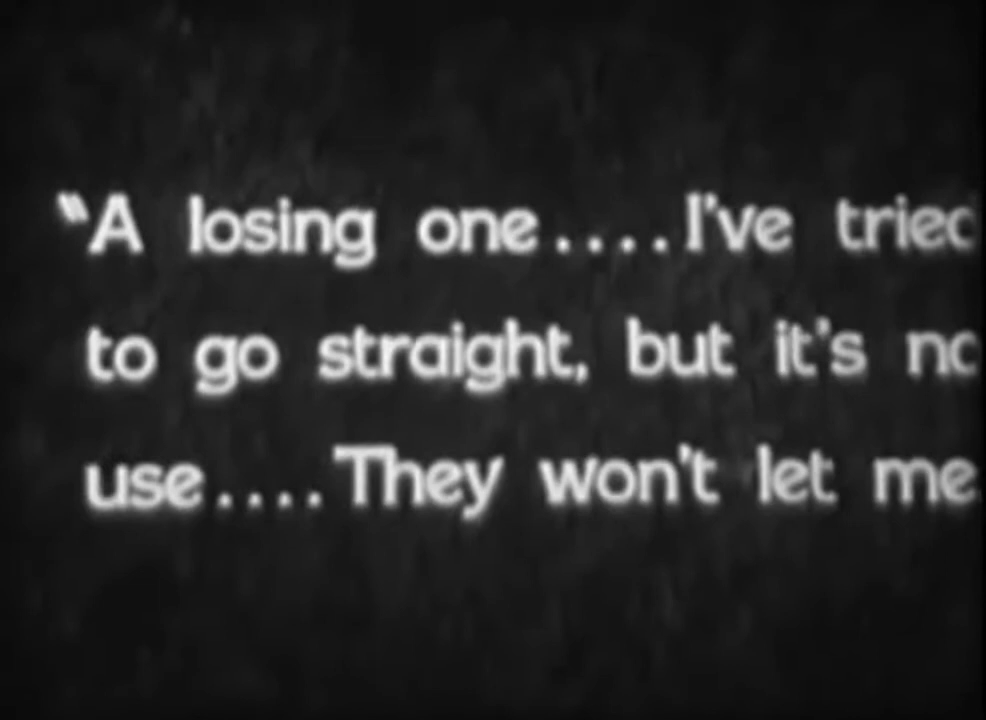 “A losing one....I've tried
to go straight, but it's no
use....They won't let me